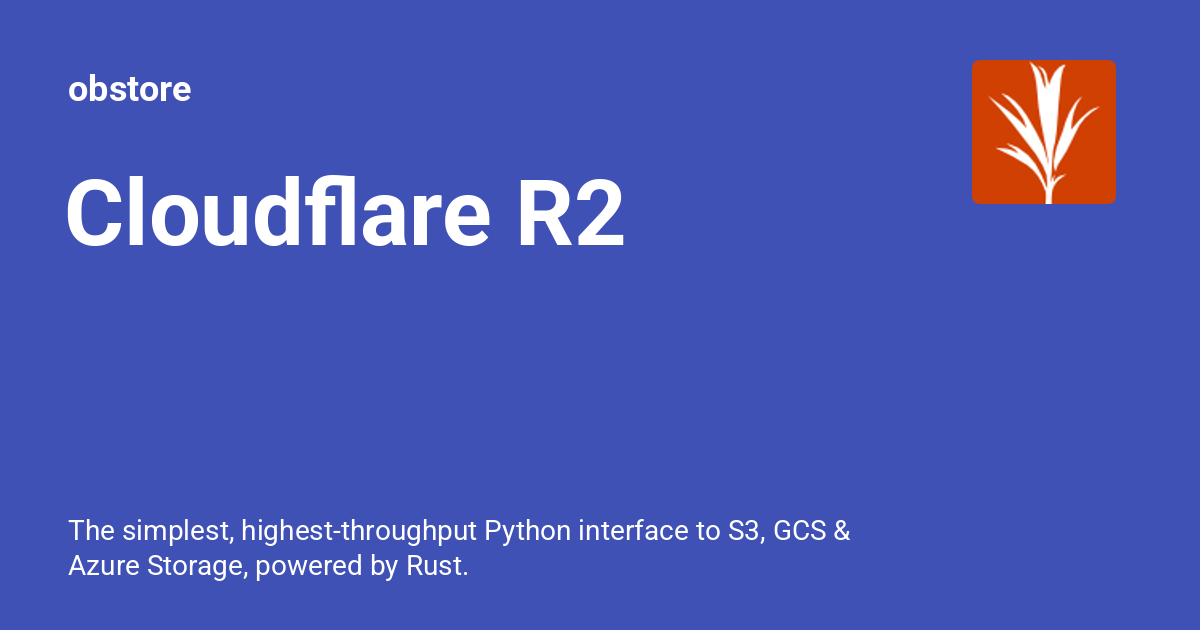 obstore
Cloudflare R2
The simplest, highest-throughput Python interface to S3, GCS &
Azure Storage, powered by Rust.